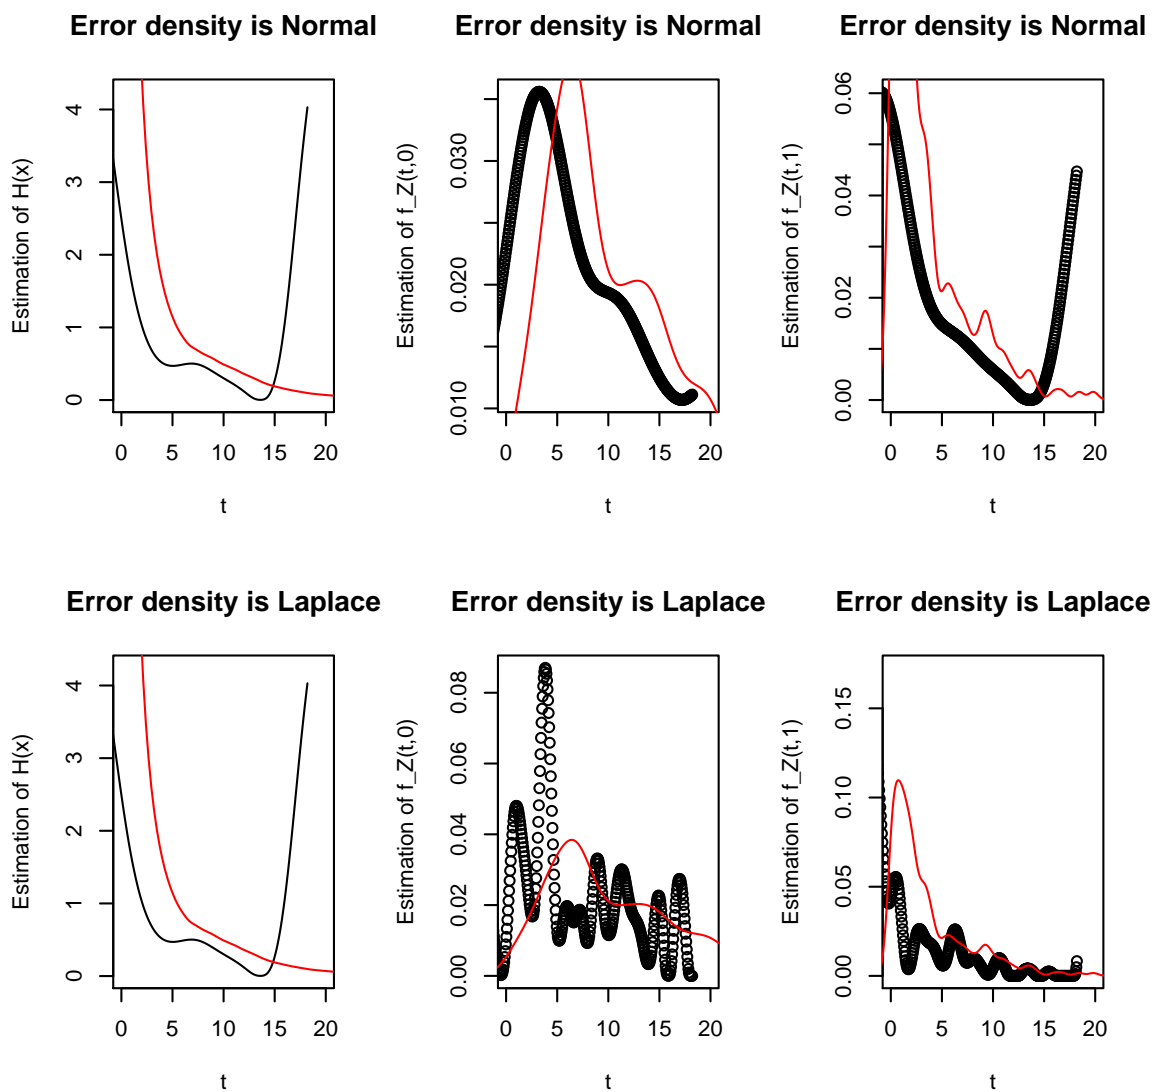 Error density is Normal
Error density is Normal
Error density is Normal
Estimation of H(x)
0 1 2 3 4
0 5 10 15 20
t
Estimation of f_Z(t,0)
0.010 0.020 0.030
0 5 10 15 20
t
Estimation of f_Z(t,1)
0.00 0.02 0.04 0.06
0 5 10 15 20
t
Error density is Laplace
Error density is Laplace
Error density is Laplace
Estimation of H(x)
0 1 2 3 4
0 5 10 15 20
t
Estimation of f_Z(t,0)
0.00 0.02 0.04 0.06 0.08
0 5 10 15 20
t
Estimation of f_Z(t,1)
0.00 0.05 0.10 0.15
0 5 10 15 20
t